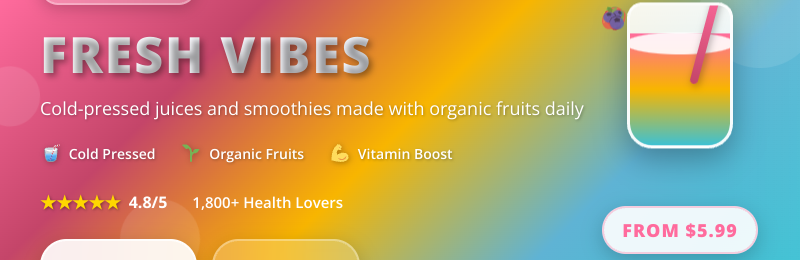 FRESH VIBES
Cold-pressed juices and smoothies made with organic fruits daily
Cold Pressed Organic Fruits Vitamin Boost
★★★★★ 4.8/5 1,800+ Health Lovers
FROM $5.99